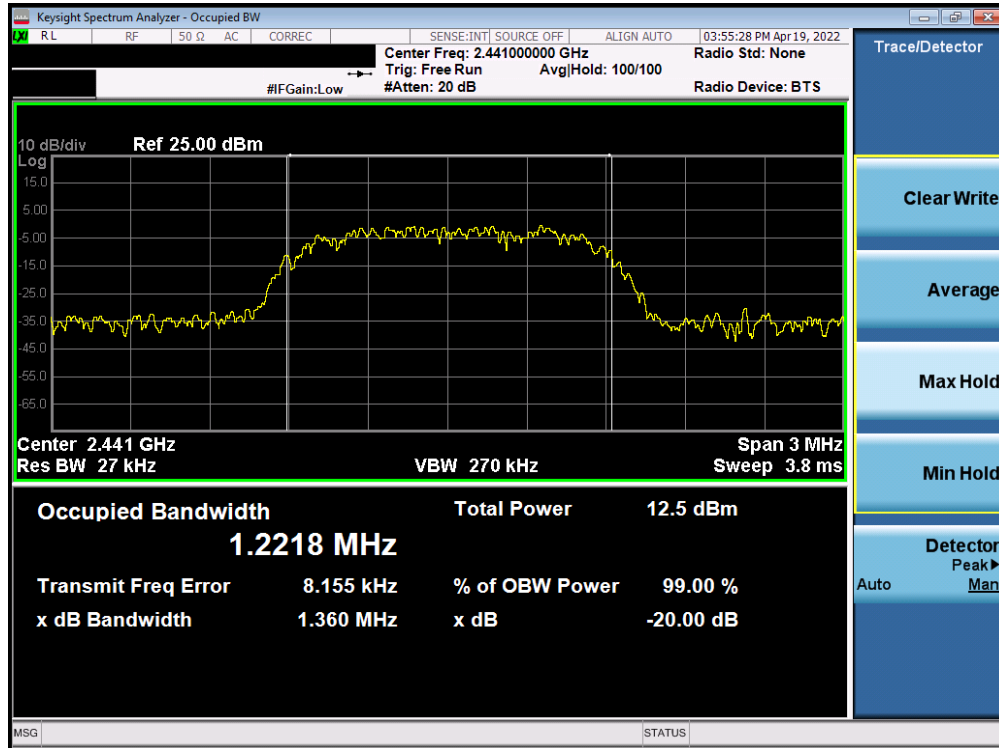 Keysight Spectrum Analyzer - Occupied BW
LXI RL RF 50 Ω AC CORREC SENSE:INT SOURCE OFF ALIGN AUTO 03:55:28 PM Apr 19, 2022
Center Freq: 2.441000000 GHz Radio Std: None
Trig: Free Run Avg|Hold: 100/100
#IFGain:Low #Atten: 20 dB Radio Device: BTS
10 dB/div Ref 25.00 dBm
Log
15.0
5.00
-5.00
-15.0
-25.0
-35.0
-45.0
-55.0
-65.0
Center 2.441 GHz Span 3 MHz
Res BW 27 kHz VBW 270 kHz Sweep 3.8 ms
Occupied Bandwidth Total Power 12.5 dBm
1.2218 MHz
Transmit Freq Error 8.155 kHz % of OBW Power 99.00 %
x dB Bandwidth 1.360 MHz x dB -20.00 dB
Trace/Detector
Clear Write
Average
Max Hold
Min Hold
Detector
Peak▶
Auto Man
MSG STATUS